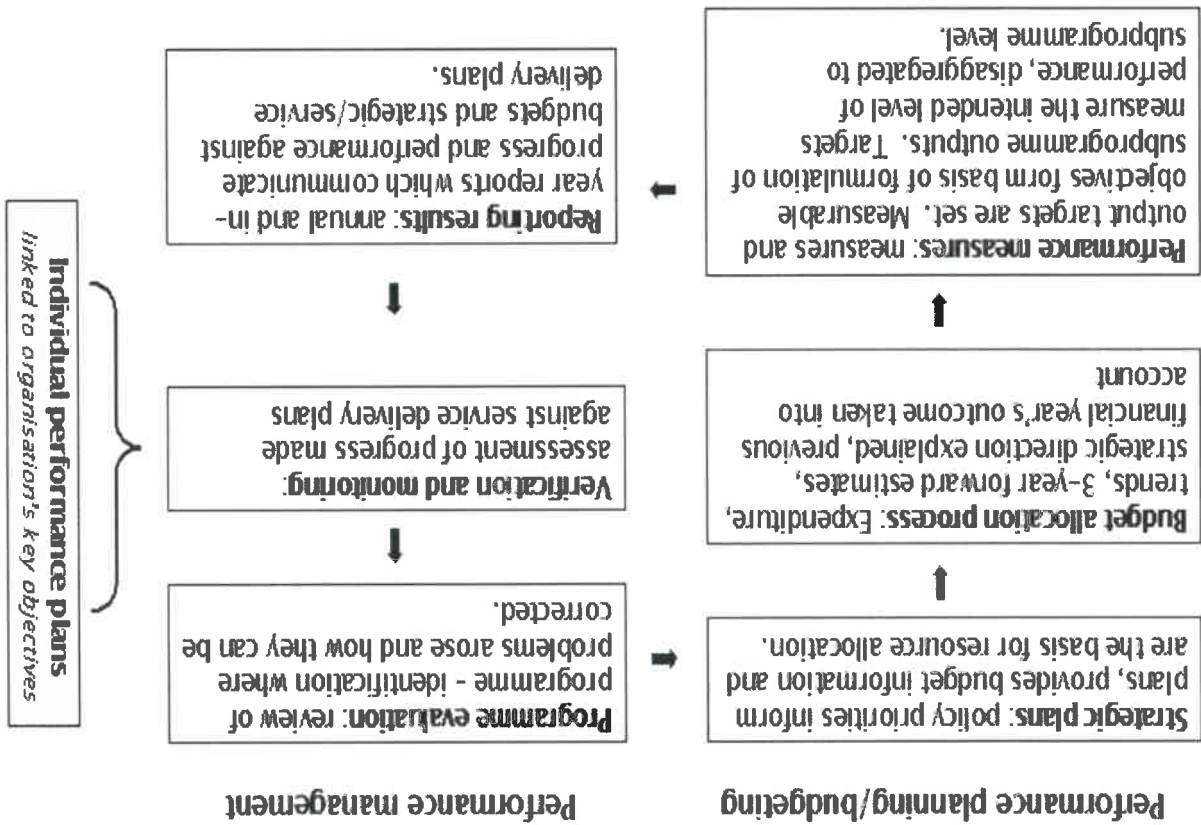 Performance planning/budgeting
Performance management
Strategic plans: policy priorities inform
plans, provides budget information and
are the basis for resource allocation.
Programme evaluation: review of
programme - identification where
problems arose and how they can be
corrected.
Budget allocation process: Expenditure,
trends, 3-year forward estimates,
strategic direction explained, previous
financial year's outcome taken into
account
Verification and monitoring:
assessment of progress made
against service delivery plans
Performance measures: measures and
output targets are set. Measurable
objectives form basis of formulation of
subprogramme outputs. Targets
measure the intended level of
performance, disaggregated to
subprogramme level.
Reporting results: annual and in-
year reports which communicate
progress and performance against
budgets and strategic/service
delivery plans.
Individual performance plans
linked to organisation's key objectives